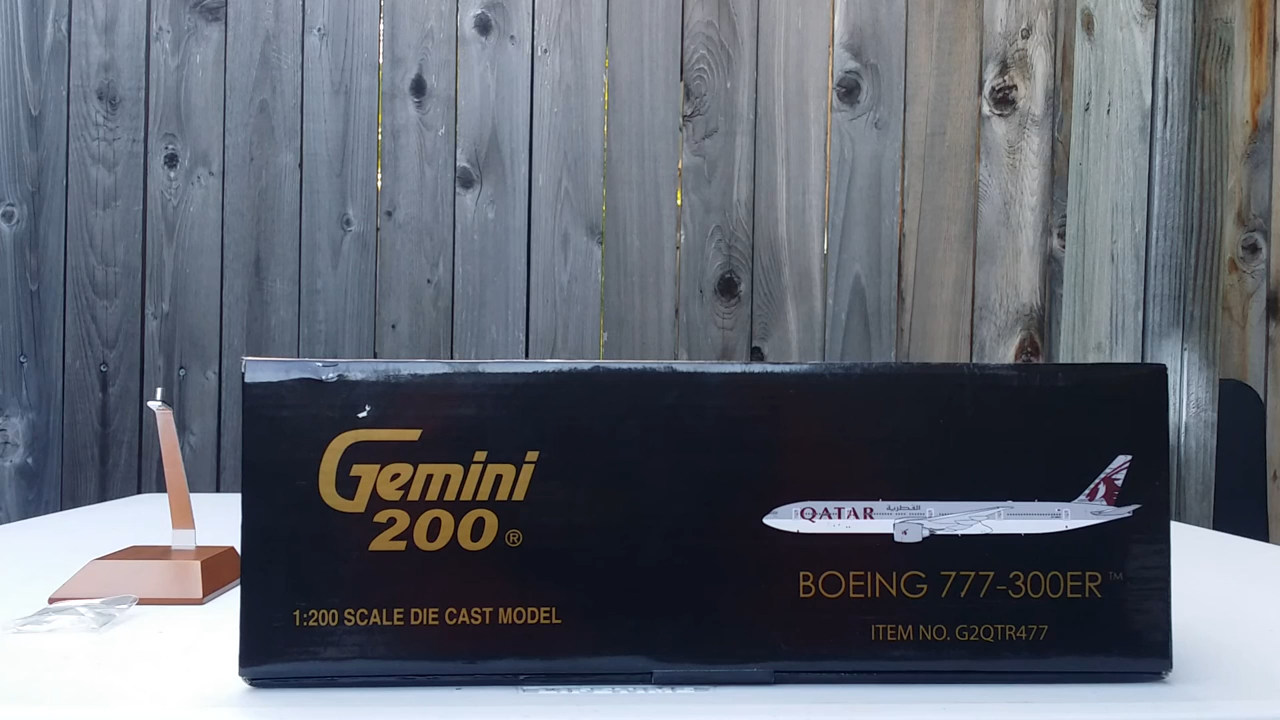 Gemini
200®
1:200 SCALE DIE CAST MODEL
QATAR القطرية
BOEING 777-300ER™
ITEM NO. G2QTR477